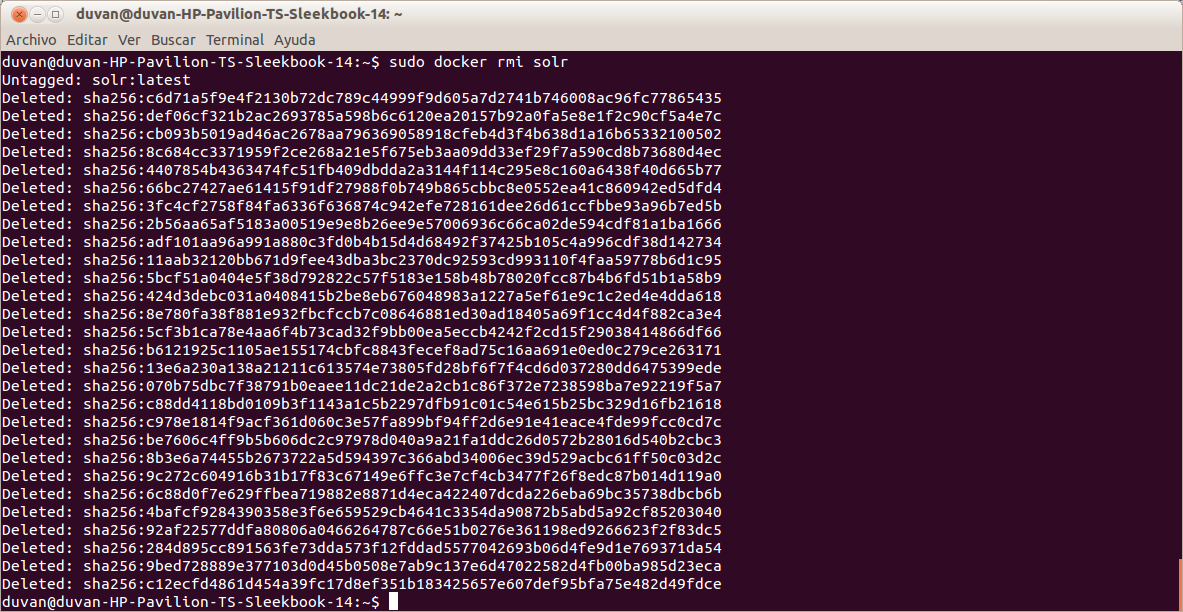 duvan@duvan-HP-Pavilion-TS-Sleekbook-14: ~
Archivo Editar Ver Buscar Terminal Ayuda
duvan@duvan-HP-Pavilion-TS-Sleekbook-14:~$ sudo docker rmi solr
Untagged: solr:latest
Deleted: sha256:c6d71a5f9e4f2130b72dc789c44999f9d605a7d2741b746008ac96fc77865435
Deleted: sha256:def06cf321b2ac2693785a598b6c6120ea20157b92a0fa5e8e1f2c90cf5a4e7c
Deleted: sha256:cb093b5019ad46ac2678aa796369058918cfeb4d3f4b638d1a16b65332100502
Deleted: sha256:8c684cc3371959f2ce268a21e5f675eb3aa09dd33ef29f7a590cd8b73680d4ec
Deleted: sha256:4407854b4363474fc51fb409dbdda2a3144f114c295e8c160a6438f40d665b77
Deleted: sha256:66bc27427ae61415f91df27988f0b749b865cbbc8e0552ea41c860942ed5dfd4
Deleted: sha256:3fc4cf2758f84fa6336f636874c942efe728161dee26d61ccfbbe93a96b7ed5b
Deleted: sha256:2b56aa65af5183a00519e9e8b26ee9e57006936c66ca02de594cdf81a1ba1666
Deleted: sha256:adf101aa96a991a880c3fd0b4b15d4d68492f37425b105c4a996cdf38d142734
Deleted: sha256:11aab32120bb671d9fee43dba3bc2370dc92593cd993110f4faa59778b6d1c95
Deleted: sha256:5bcf51a0404e5f38d792822c57f5183e158b48b78020fcc87b4b6fd51b1a58b9
Deleted: sha256:424d3debc031a0408415b2be8eb676048983a1227a5ef61e9c1c2ed4e4dda618
Deleted: sha256:8e780fa38f881e932fbcfccb7c08646881ed30ad18405a69f1cc4d4f882ca3e4
Deleted: sha256:5cf3b1ca78e4aa6f4b73cad32f9bb00ea5eccb4242f2cd15f29038414866df66
Deleted: sha256:b6121925c1105ae155174cbfc8843fecef8ad75c16aa691e0ed0c279ce263171
Deleted: sha256:13e6a230a138a21211c613574e73805fd28bf6f7f4cd6d037280dd6475399ede
Deleted: sha256:070b75dbc7f38791b0eaee11dc21de2a2cb1c86f372e7238598ba7e92219f5a7
Deleted: sha256:c88dd4118bd0109b3f1143a1c5b2297dfb91c01c54e615b25bc329d16fb21618
Deleted: sha256:c978e1814f9acf361d060c3e57fa899bf94ff2d6e91e41eace4fde99fcc0cd7c
Deleted: sha256:be7606c4ff9b5b606dc2c97978d040a9a21fa1ddc26d0572b28016d540b2cbc3
Deleted: sha256:8b3e6a74455b2673722a5d594397c366abd34006ec39d529acbc61ff50c03d2c
Deleted: sha256:9c272c604916b31b17f83c67149e6ffc3e7cf4cb3477f26f8edc87b014d119a0
Deleted: sha256:6c88d0f7e629ffbea719882e8871d4eca422407dcda226eba69bc35738dbcb6b
Deleted: sha256:4bafcf9284390358e3f6e659529cb4641c3354da90872b5abd5a92cf85203040
Deleted: sha256:92af22577ddfa80806a0466264787c66e51b0276e361198ed9266623f2f83dc5
Deleted: sha256:284d895cc891563fe73dda573f12fddad5577042693b06d4fe9d1e769371da54
Deleted: sha256:9bed728889e377103d0d45b0508e7ab9c137e6d47022582d4fb00ba985d23eca
Deleted: sha256:c12ecfd4861d454a39fc17d8ef351b183425657e607def95bfa75e482d49fdce
duvan@duvan-HP-Pavilion-TS-Sleekbook-14:~$